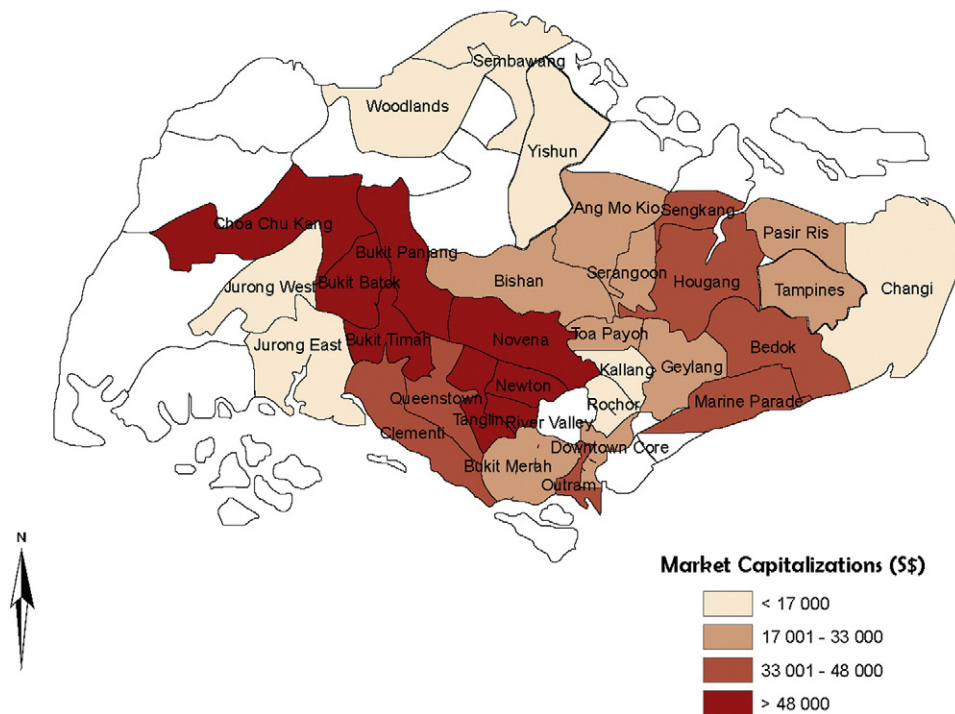 Sembawang
Woodlands
Yishun
Ang Mo Kio
Sengkang
Choa Chu Kang
Pasir Ris
Bukit Panjang
Serangoon
Bishan
Bukit Batok
Hougang
Jurong West
Tampines
Changi
Toa Payoh
Bukit Timah
Novena
Jurong East
Bedok
Kallang
Geylang
Newton
Queenstown
Marine Parade
Rochor
Tanglin
River Valley
Clementi
Downtown Core
Bukit Merah
Outram
N
Market Capitalizations (S$)
< 17 000
17 001 - 33 000
33 001 - 48 000
> 48 000